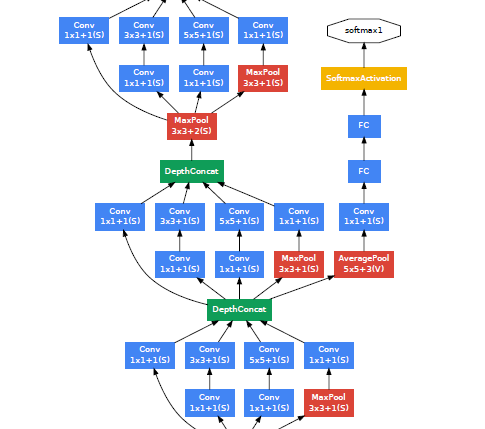 Conv Conv Conv Conv
1x1+1(S) 3x3+1(S) 5x5+1(S) 1x1+1(S)
softmax1
Conv Conv MaxPool
1x1+1(S) 1x1+1(S) 3x3+1(S)
SoftmaxActivation
MaxPool
3x3+2(S)
FC
DepthConcat
FC
Conv Conv Conv Conv Conv
1x1+1(S) 3x3+1(S) 5x5+1(S) 1x1+1(S) 1x1+1(S)
Conv Conv MaxPool AveragePool
1x1+1(S) 1x1+1(S) 3x3+1(S) 5x5+3(V)
DepthConcat
Conv Conv Conv Conv
1x1+1(S) 3x3+1(S) 5x5+1(S) 1x1+1(S)
Conv Conv MaxPool
1x1+1(S) 1x1+1(S) 3x3+1(S)